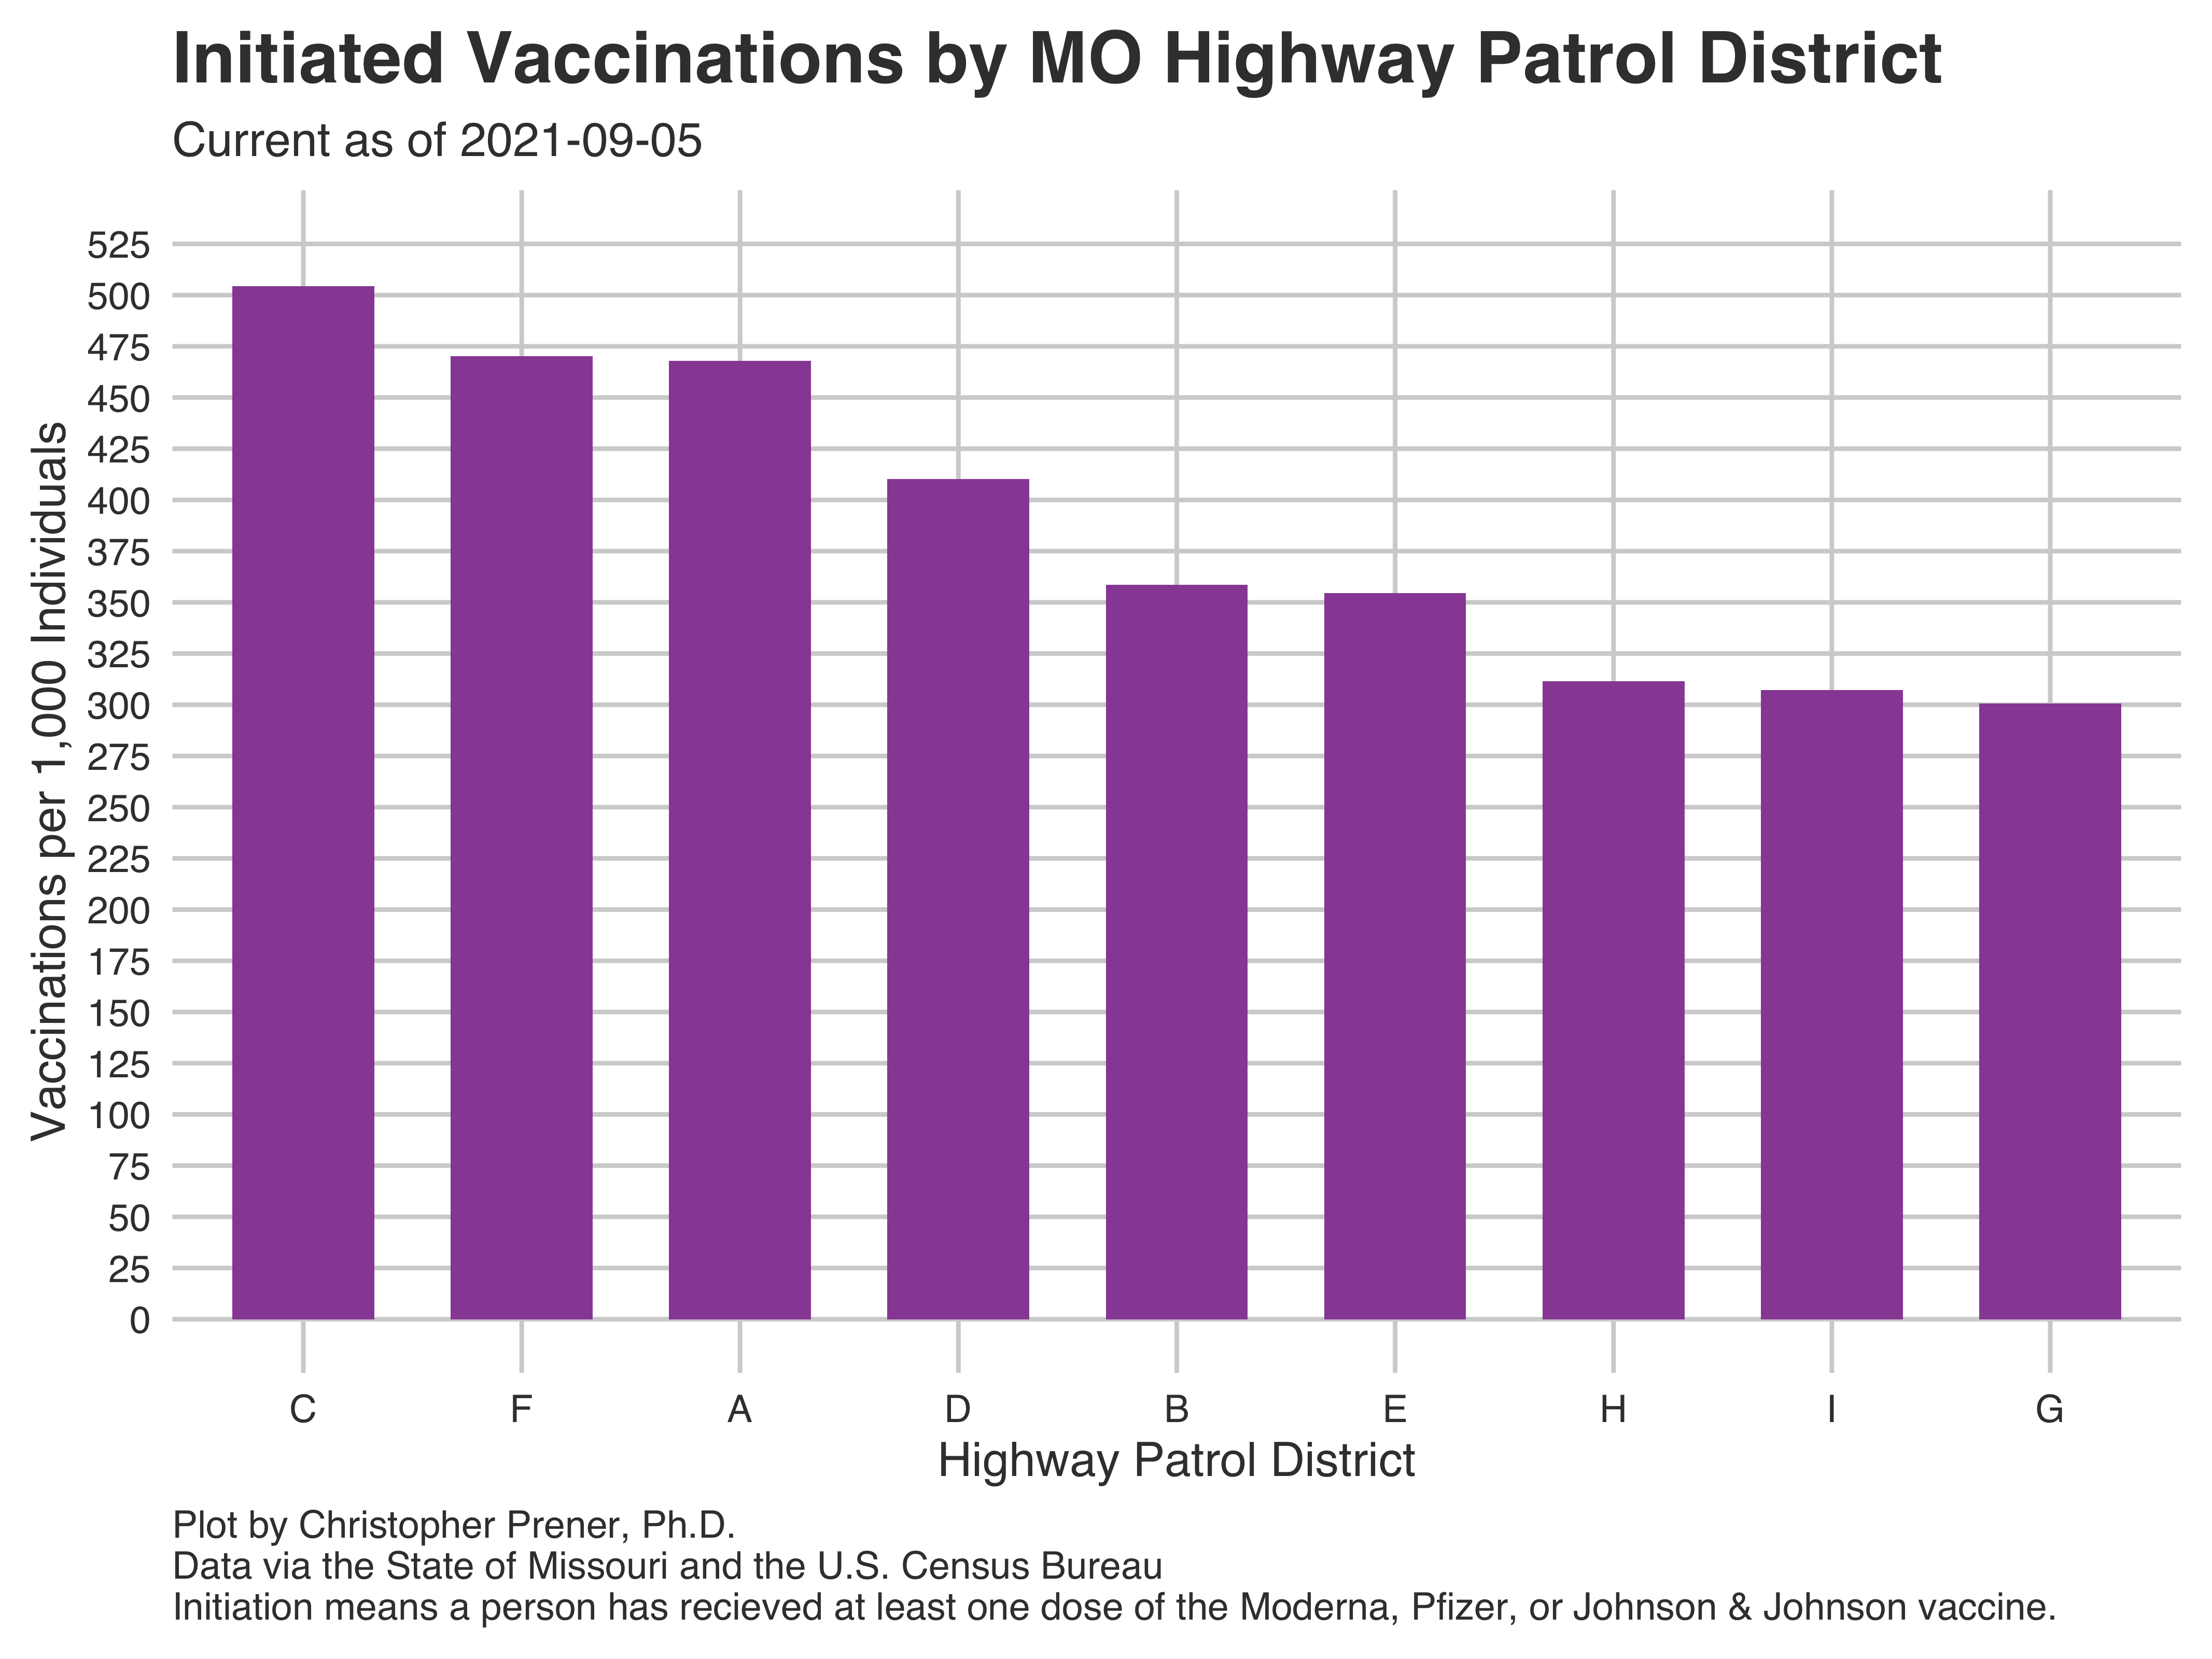 Initiated Vaccinations by MO Highway Patrol District
Current as of 2021-09-05
Vaccinations per 1,000 Individuals
525
500
475
450
425
400
375
350
325
300
275
250
225
200
175
150
125
100
75
50
25
0
C F A D B E H I G
Highway Patrol District
Plot by Christopher Prener, Ph.D.
Data via the State of Missouri and the U.S. Census Bureau
Initiation means a person has recieved at least one dose of the Moderna, Pfizer, or Johnson & Johnson vaccine.